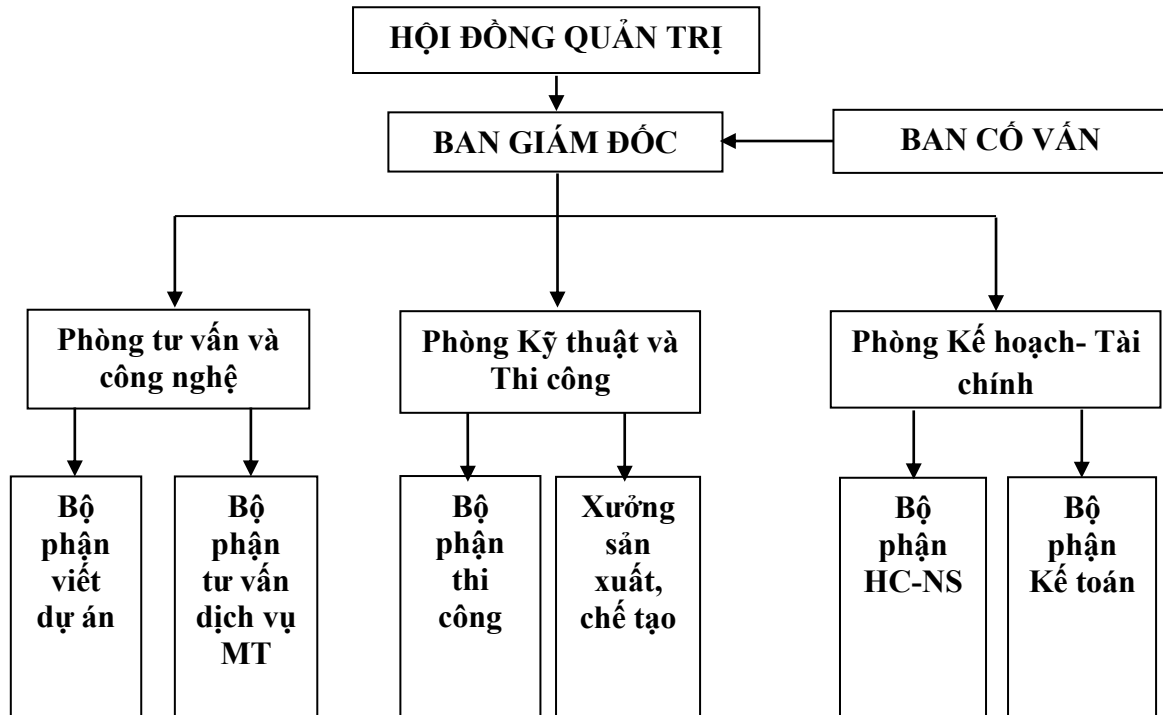 HỘI ĐỒNG QUẢN TRỊ
BAN GIÁM ĐỐC
BAN CỐ VẤN
Phòng tư vấn và
công nghệ
Phòng Kỹ thuật và
Thi công
Phòng Kế hoạch- Tài
chính
Bộ
phận
viết
dự án
Bộ
phận
tư vấn
dịch vụ
MT
Bộ
phận
thi
công
Xưởng
sản
xuất,
chế tạo
Bộ
phận
HC-NS
Bộ
phận
Kế toán